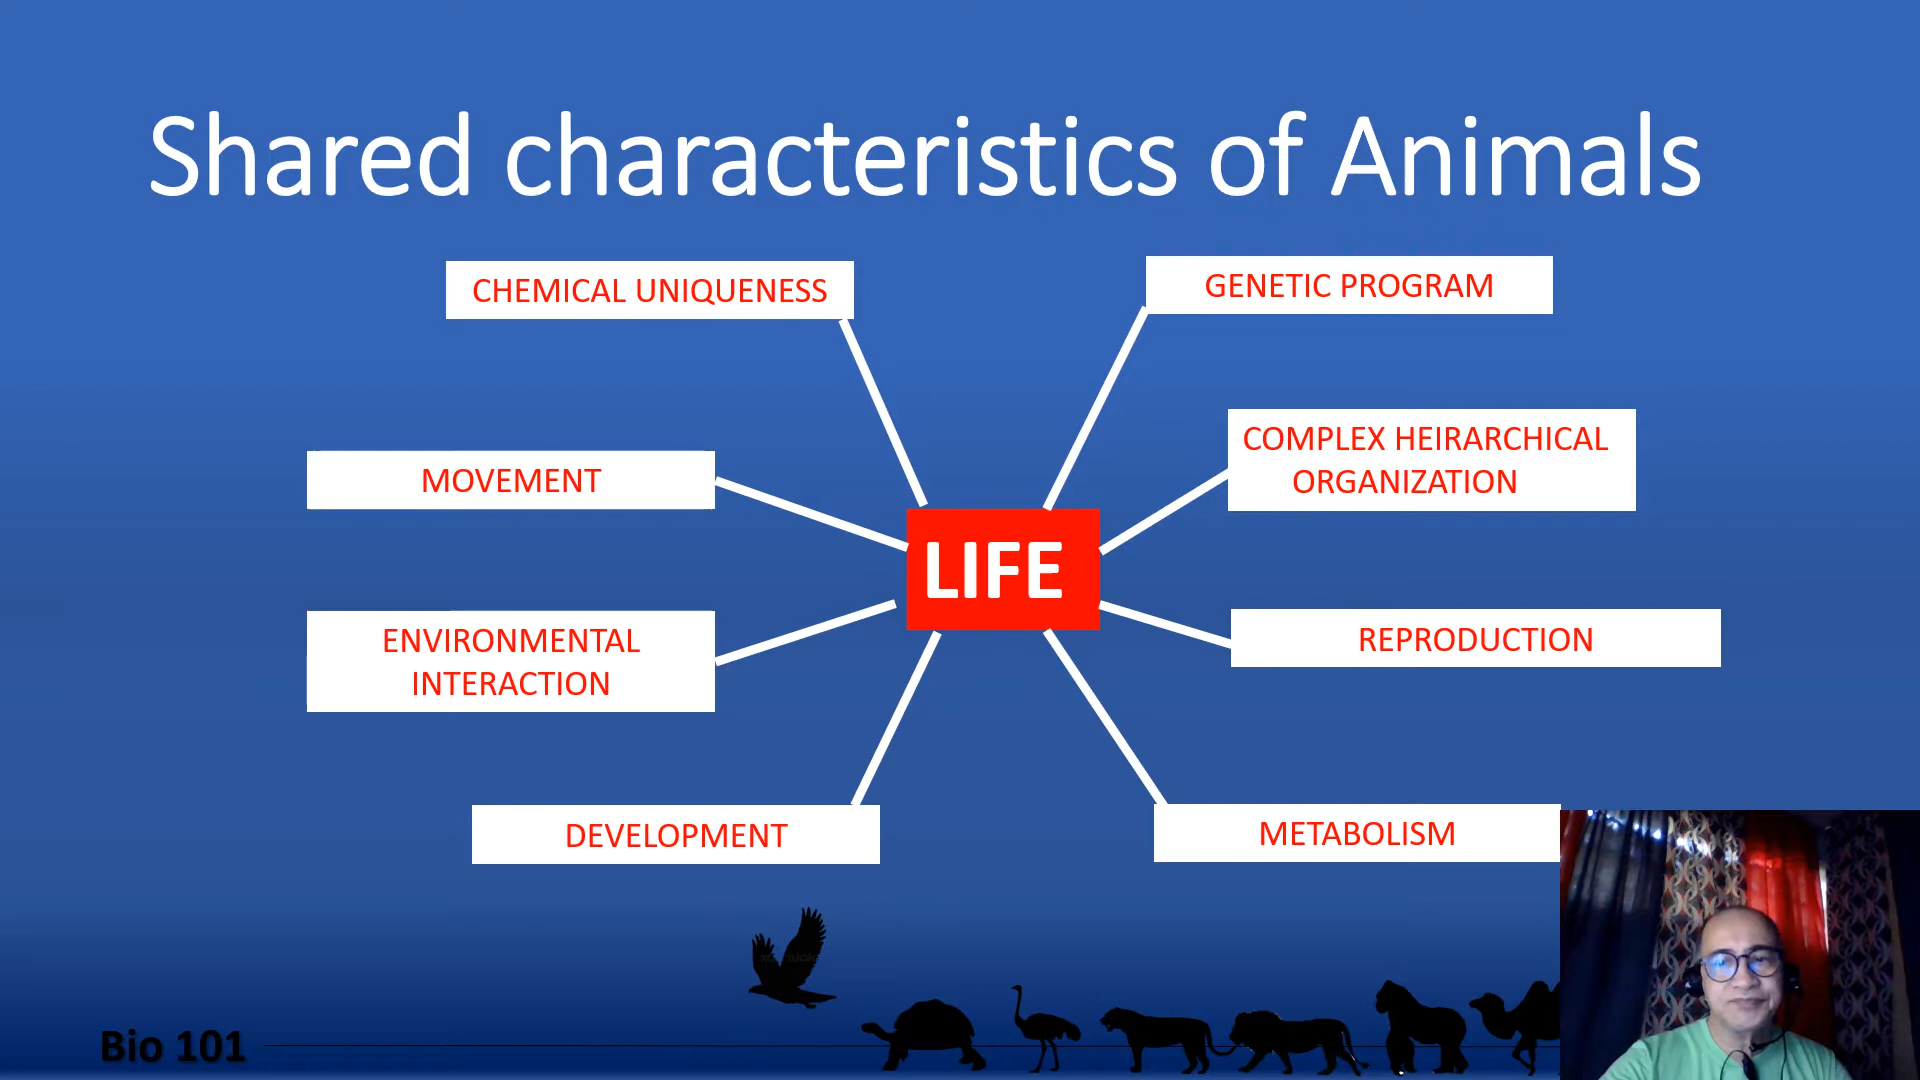 Shared characteristics of Animals
CHEMICAL UNIQUENESS
GENETIC PROGRAM
COMPLEX HEIRARCHICAL
ORGANIZATION
MOVEMENT
LIFE
ENVIRONMENTAL
INTERACTION
REPRODUCTION
DEVELOPMENT
METABOLISM
Bio 101